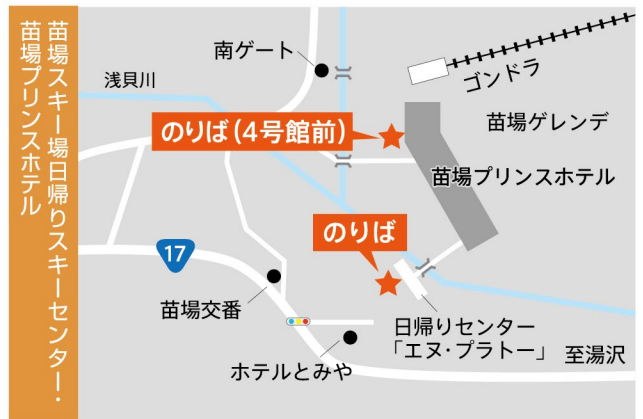 苗場スキー場日帰りスキーセンター・
苗場プリンスホテル
南ゲート
浅貝川
ゴンドラ
のりば(4号館前)
苗場ゲレンデ
苗場プリンスホテル
のりば
17
苗場交番
日帰りセンター
「エヌ・プラトー」
至湯沢
ホテルとみや